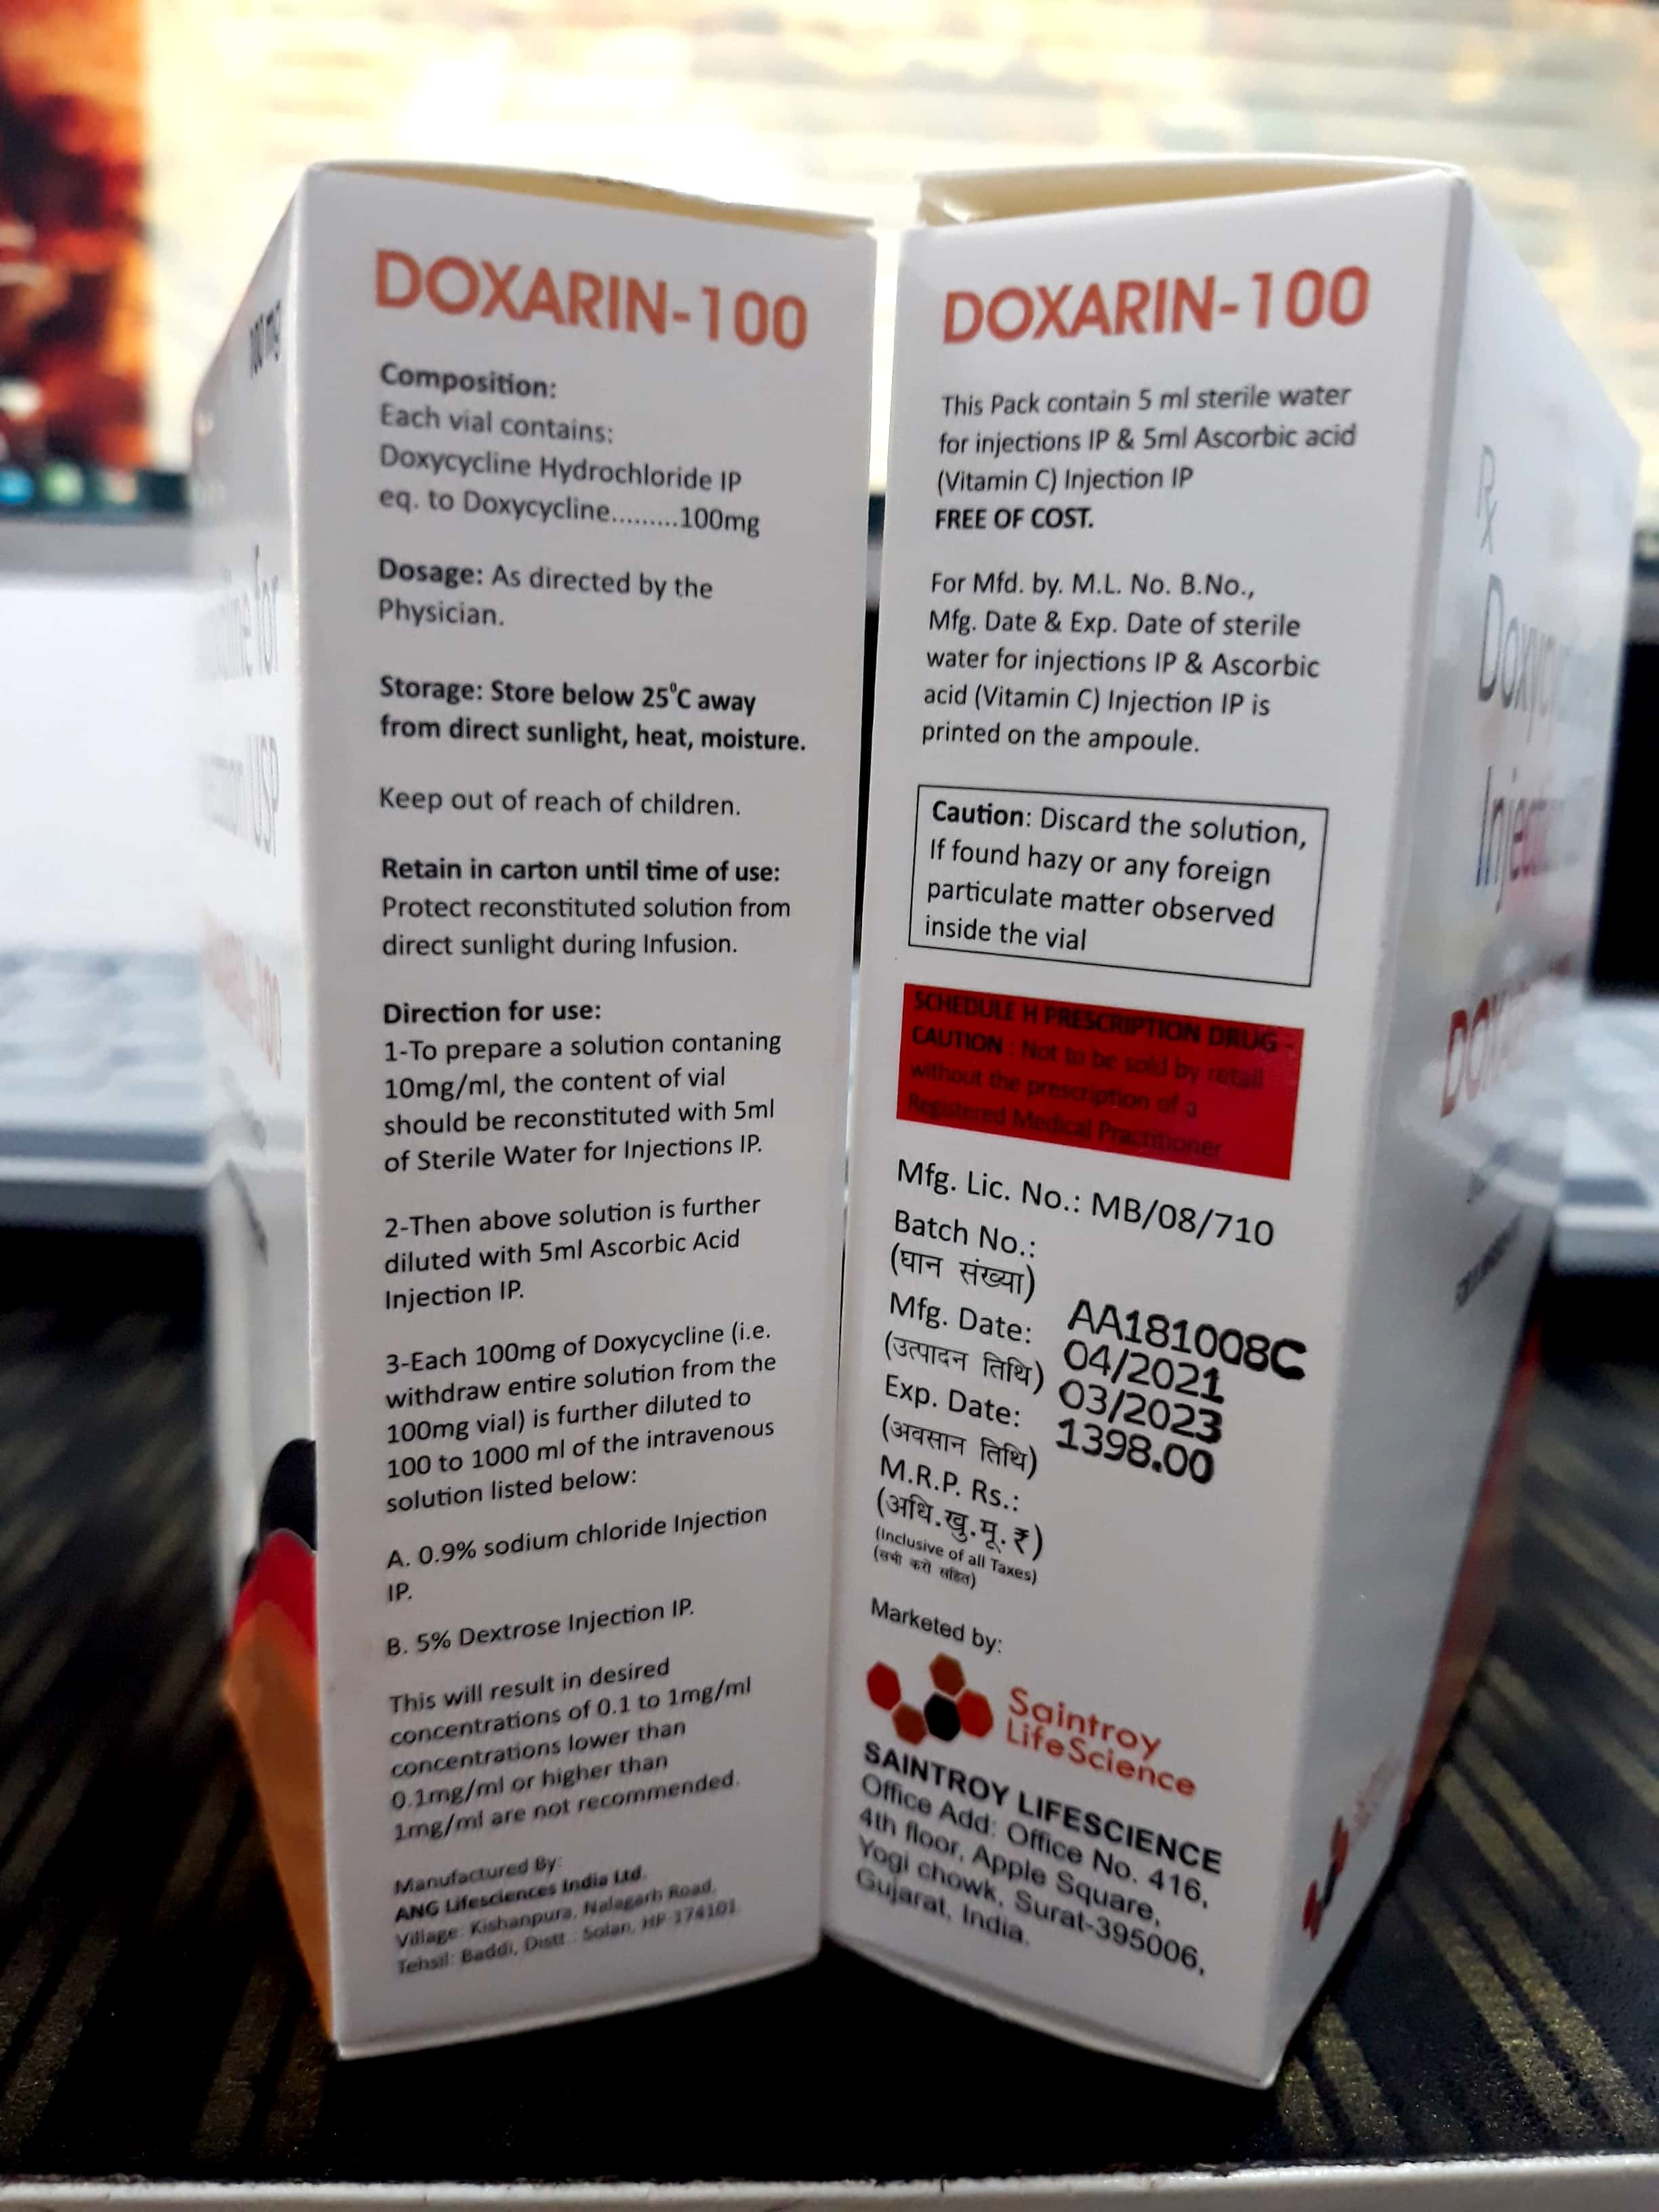 DOXARIN-100
Composition:
Each vial contains:
Doxycycline Hydrochloride IP
eq. to Doxycycline.........100mg
Dosage: As directed by the
Physician.
Storage: Store below 25°C away
from direct sunlight, heat, moisture.
Keep out of reach of children.
Retain in carton until time of use:
Protect reconstituted solution from
direct sunlight during Infusion.
Direction for use:
1-To prepare a solution contaning
10mg/ml, the content of vial
should be reconstituted with 5ml
of Sterile Water for Injections IP.
2-Then above solution is further
diluted with 5ml Ascorbic Acid
Injection IP.
3-Each 100mg of Doxycycline (i.e.
withdraw entire solution from the
100mg vial) is further diluted to
100 to 1000 ml of the intravenous
solution listed below:
A. 0.9% sodium chloride Injection
IP.
B. 5% Dextrose Injection IP.
This will result in desired
concentrations of 0.1 to 1mg/ml
concentrations lower than
0.1mg/ml or higher than
1mg/ml are not recommended.
Manufactured By:
ANG Lifesciences India Ltd.
Village: Kishanpura, Nalagarh Road,
Tehsil: Baddi, Distt.: Solan, HP-174101.
DOXARIN-100
This Pack contain 5 ml sterile water
for injections IP & 5ml Ascorbic acid
(Vitamin C) Injection IP
FREE OF COST.
For Mfd. by. M.L. No. B.No.,
Mfg. Date & Exp. Date of sterile
water for injections IP & Ascorbic
acid (Vitamin C) Injection IP is
printed on the ampoule.
Caution: Discard the solution,
If found hazy or any foreign
particulate matter observed
inside the vial
SCHEDULE H PRESCRIPTION DRUG -
CAUTION : Not to be sold by retail
without the prescription of a
Registered Medical Practitioner
Mfg. Lic. No.: MB/08/710
Batch No.:
(घान संख्या)
AA181008C
Mfg. Date:
04/2021
(उत्पादन तिथि)
03/2023
Exp. Date:
1398.00
(अवसान तिथि)
M.R.P. Rs.:
(अधि.खु.मू.₹)
(Inclusive of all Taxes)
(सभी करो सहित)
Marketed by:
Saintroy
LifeScience
SAINTROY LIFESCIENCE
Office Add: Office No. 416,
4th floor, Apple Square,
Yogi chowk, Surat-395006,
Gujarat, India.
100 mg
for
USP
Rx